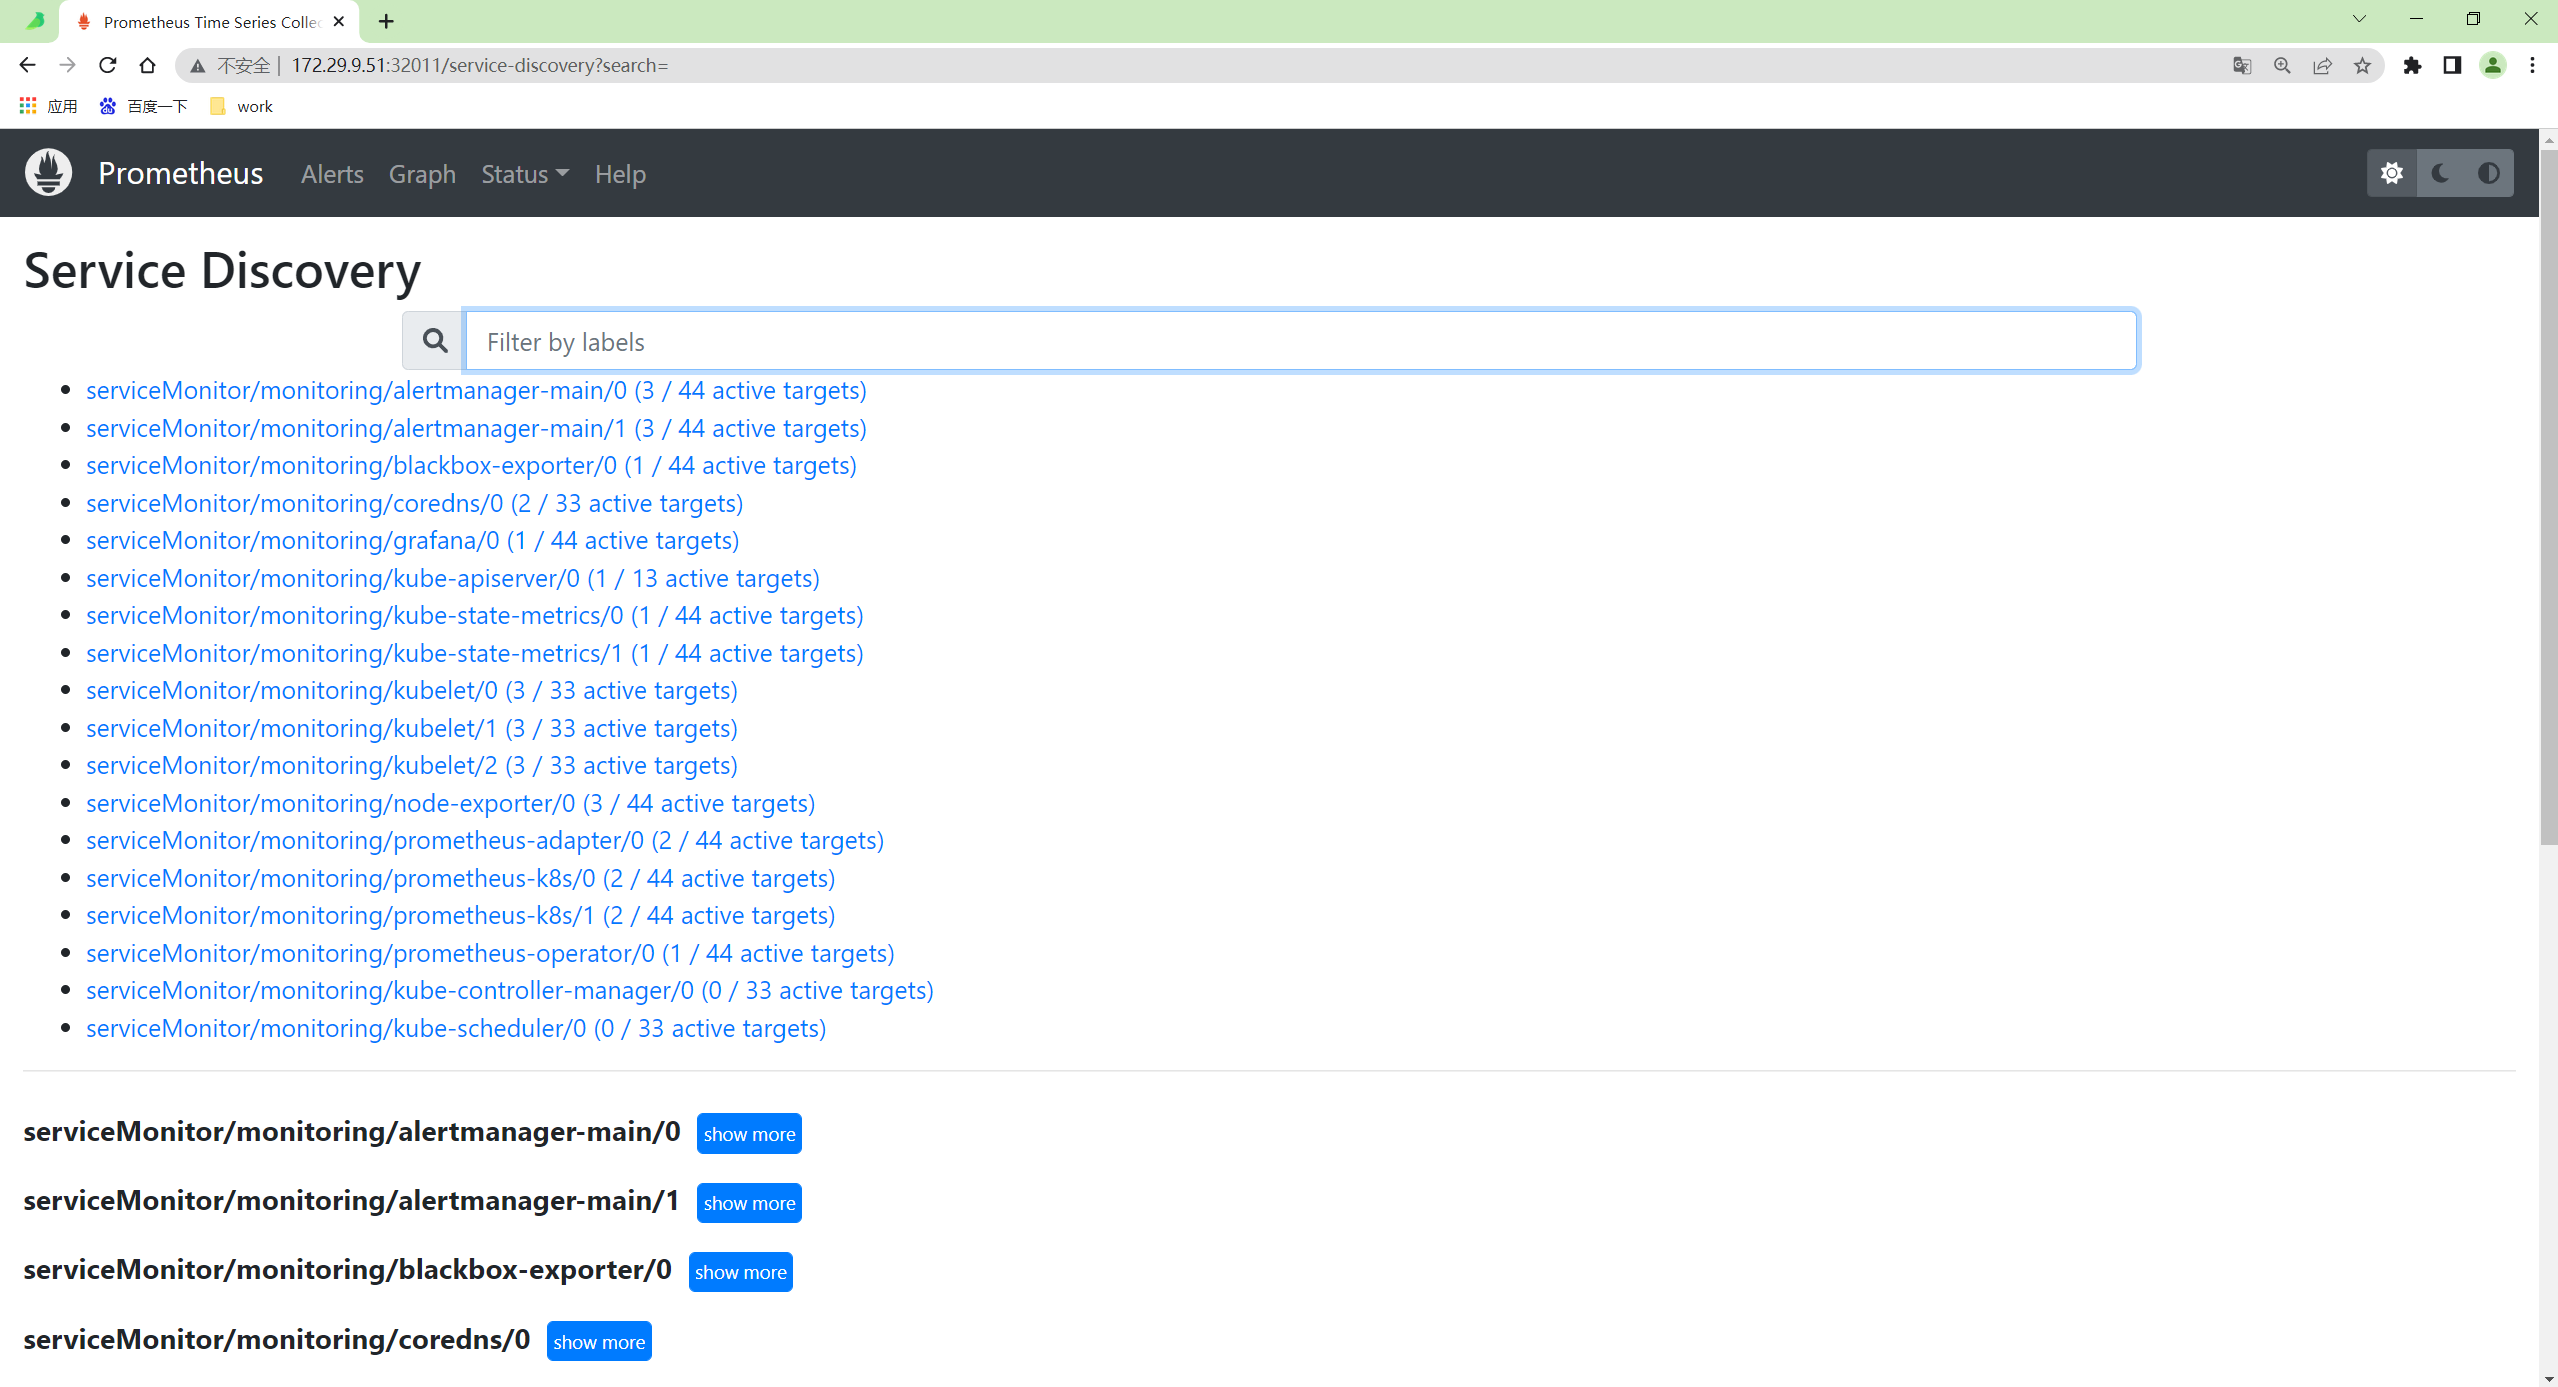 Prometheus Time Series Collec
不安全 | 172.29.9.51:32011/service-discovery?search=
应用 百度一下 work
Prometheus Alerts Graph Status Help
Service Discovery
Filter by labels
serviceMonitor/monitoring/alertmanager-main/0 (3 / 44 active targets)
serviceMonitor/monitoring/alertmanager-main/1 (3 / 44 active targets)
serviceMonitor/monitoring/blackbox-exporter/0 (1 / 44 active targets)
serviceMonitor/monitoring/coredns/0 (2 / 33 active targets)
serviceMonitor/monitoring/grafana/0 (1 / 44 active targets)
serviceMonitor/monitoring/kube-apiserver/0 (1 / 13 active targets)
serviceMonitor/monitoring/kube-state-metrics/0 (1 / 44 active targets)
serviceMonitor/monitoring/kube-state-metrics/1 (1 / 44 active targets)
serviceMonitor/monitoring/kubelet/0 (3 / 33 active targets)
serviceMonitor/monitoring/kubelet/1 (3 / 33 active targets)
serviceMonitor/monitoring/kubelet/2 (3 / 33 active targets)
serviceMonitor/monitoring/node-exporter/0 (3 / 44 active targets)
serviceMonitor/monitoring/prometheus-adapter/0 (2 / 44 active targets)
serviceMonitor/monitoring/prometheus-k8s/0 (2 / 44 active targets)
serviceMonitor/monitoring/prometheus-k8s/1 (2 / 44 active targets)
serviceMonitor/monitoring/prometheus-operator/0 (1 / 44 active targets)
serviceMonitor/monitoring/kube-controller-manager/0 (0 / 33 active targets)
serviceMonitor/monitoring/kube-scheduler/0 (0 / 33 active targets)
serviceMonitor/monitoring/alertmanager-main/0 show more
serviceMonitor/monitoring/alertmanager-main/1 show more
serviceMonitor/monitoring/blackbox-exporter/0 show more
serviceMonitor/monitoring/coredns/0 show more